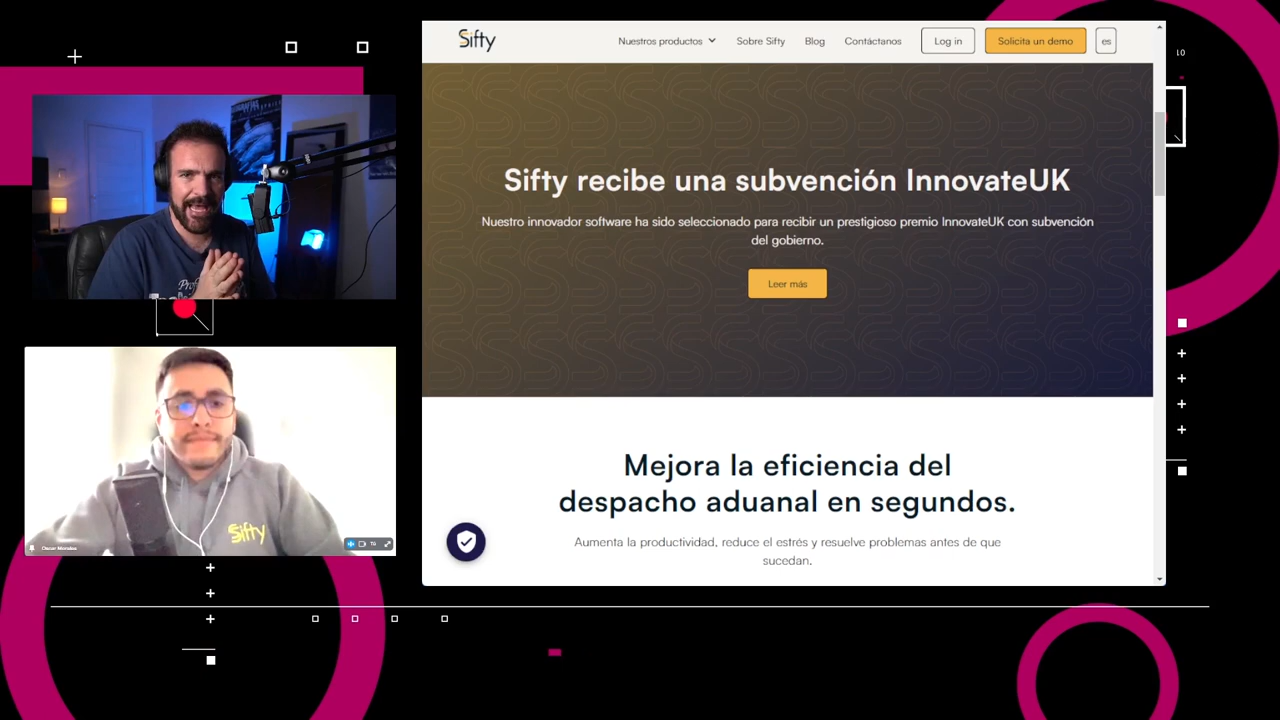 Sifty
Nuestros productos
Sobre Sifty
Blog
Contáctanos
Log in
Solicita un demo
es
Sifty recibe una subvención InnovateUK
Nuestro innovador software ha sido seleccionado para recibir un prestigioso premio InnovateUK con subvención
del gobierno.
Leer más
Mejora la eficiencia del
despacho aduanal en segundos.
Aumenta la productividad, reduce el estrés y resuelve problemas antes de que
sucedan.
Sifty
Oscar Morales
10